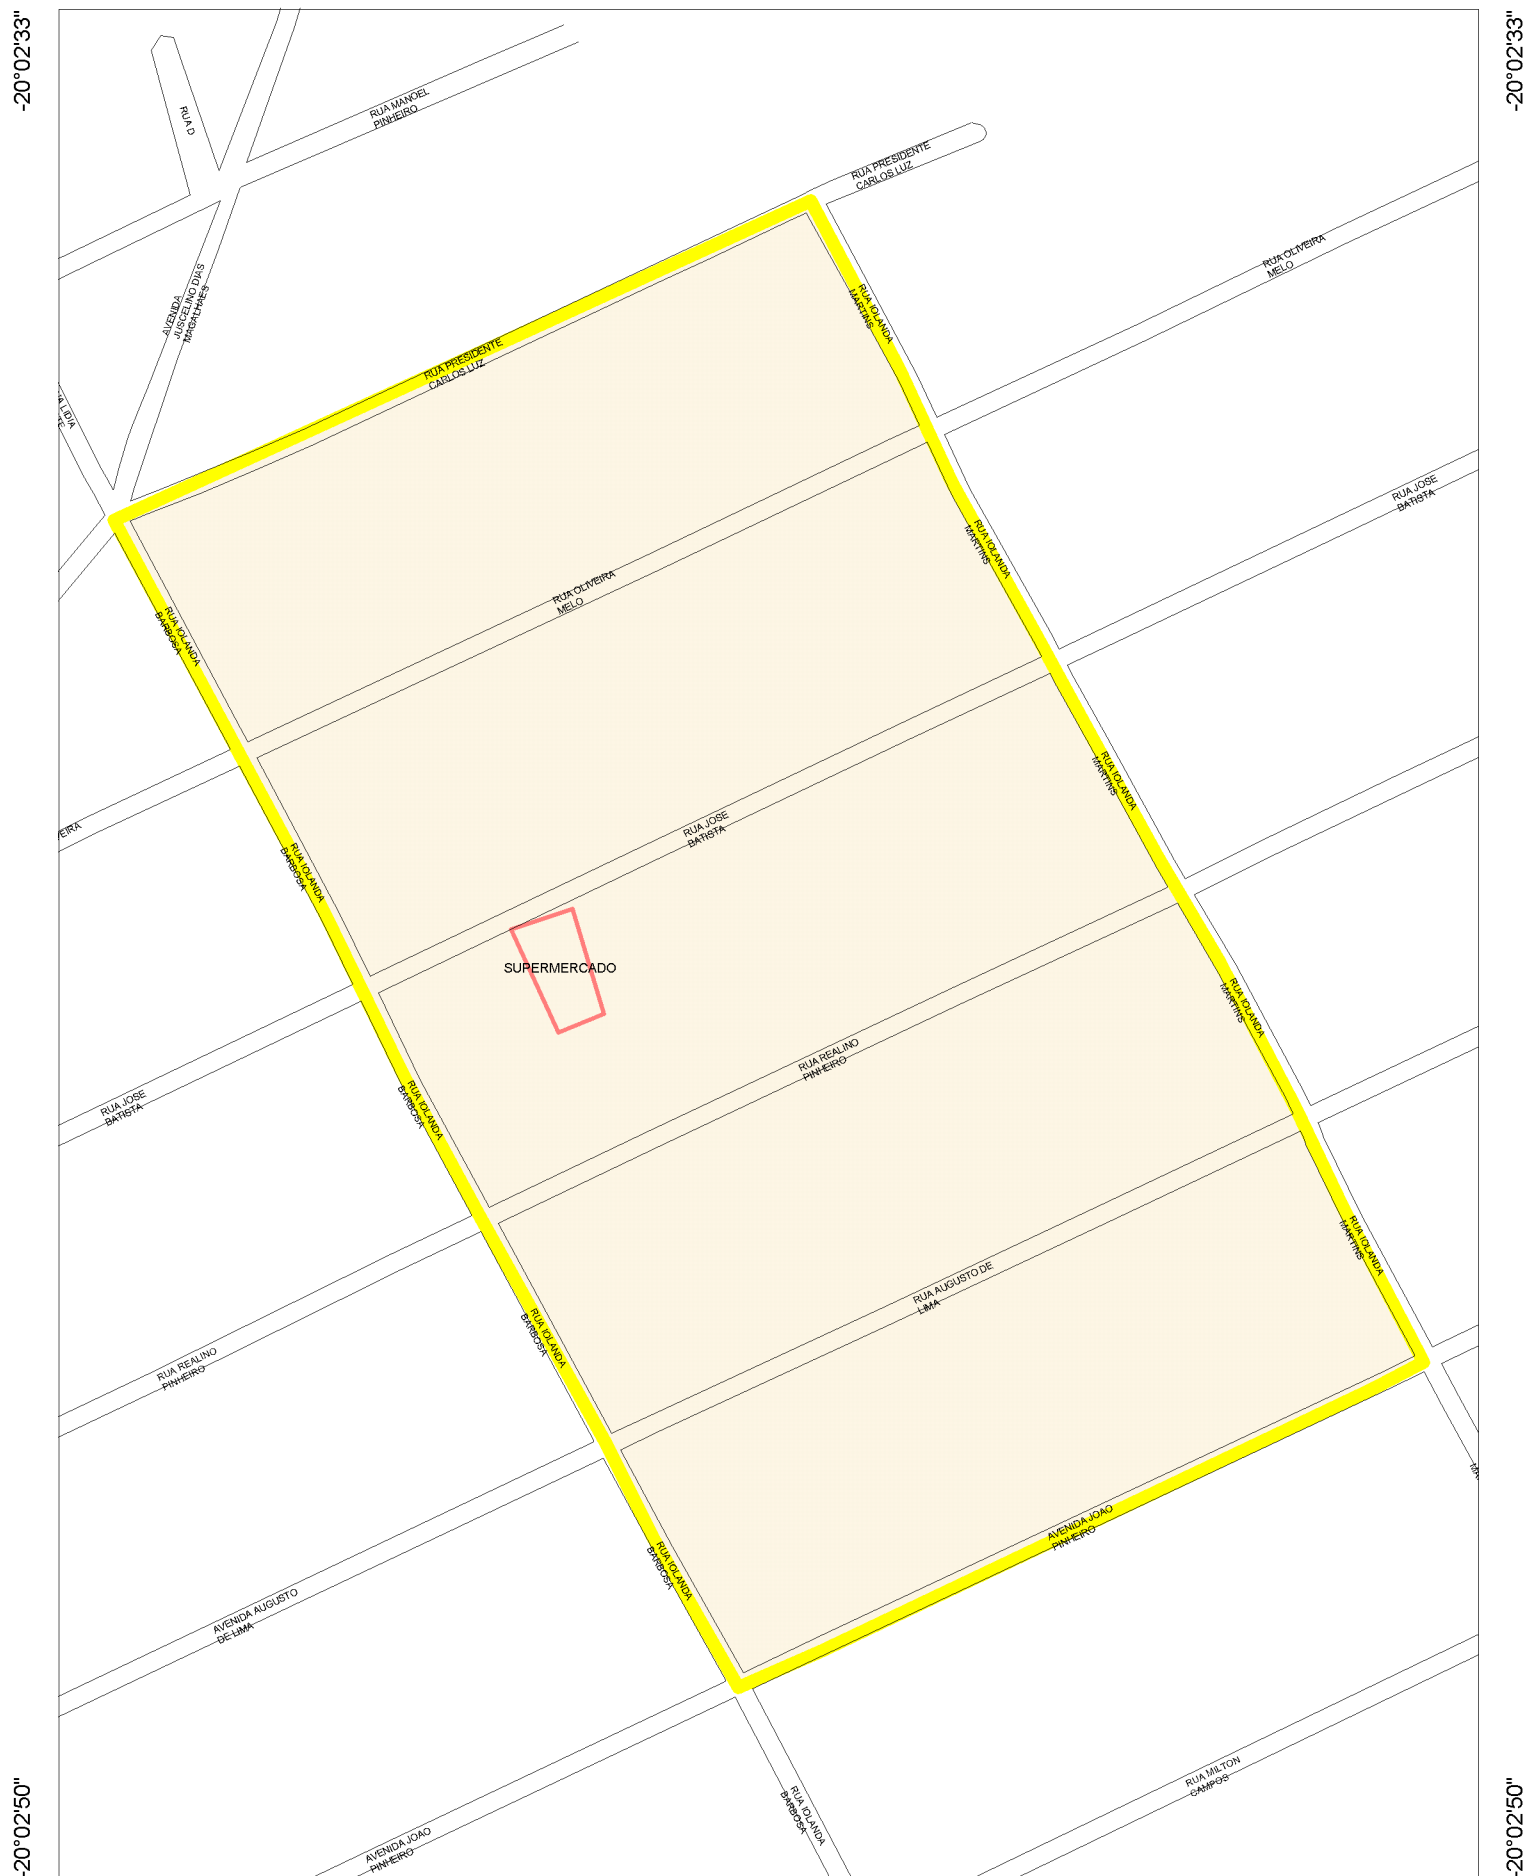 -20°02'33"
-20°02'33"
RUA D
RUA MANOEL
PINHEIRO
RUA PRESIDENTE
CARLOS LUZ
RUA OLIVEIRA
MELO
AVENIDA
JUSCELINO DIAS
MAGALHAES
RUA IOLANDA
MARTINS
RUA PRESIDENTE
CARLOS LUZ
LIDIA
RUA JOSE
BATISTA
RUA IOLANDA
MARTINS
RUA OLIVEIRA
MELO
RUA IOLANDA
BARBOSA
RUA IOLANDA
MARTINS
EIRA
RUA JOSE
BATISTA
RUA IOLANDA
BARBOSA
SUPERMERCADO
RUA IOLANDA
MARTINS
RUA REALINO
PINHEIRO
RUA JOSE
BATISTA
RUA IOLANDA
BARBOSA
RUA IOLANDA
MARTINS
RUA AUGUSTO DE
LIMA
RUA REALINO
PINHEIRO
RUA IOLANDA
BARBOSA
AVENIDA JOAO
PINHEIRO
RUA IOLANDA
BARBOSA
AVENIDA AUGUSTO
DE LIMA
RUA MILTON
CAMPOS
RUA IOLANDA
BARBOSA
AVENIDA JOAO
PINHEIRO
-20°02'50"
-20°02'50"